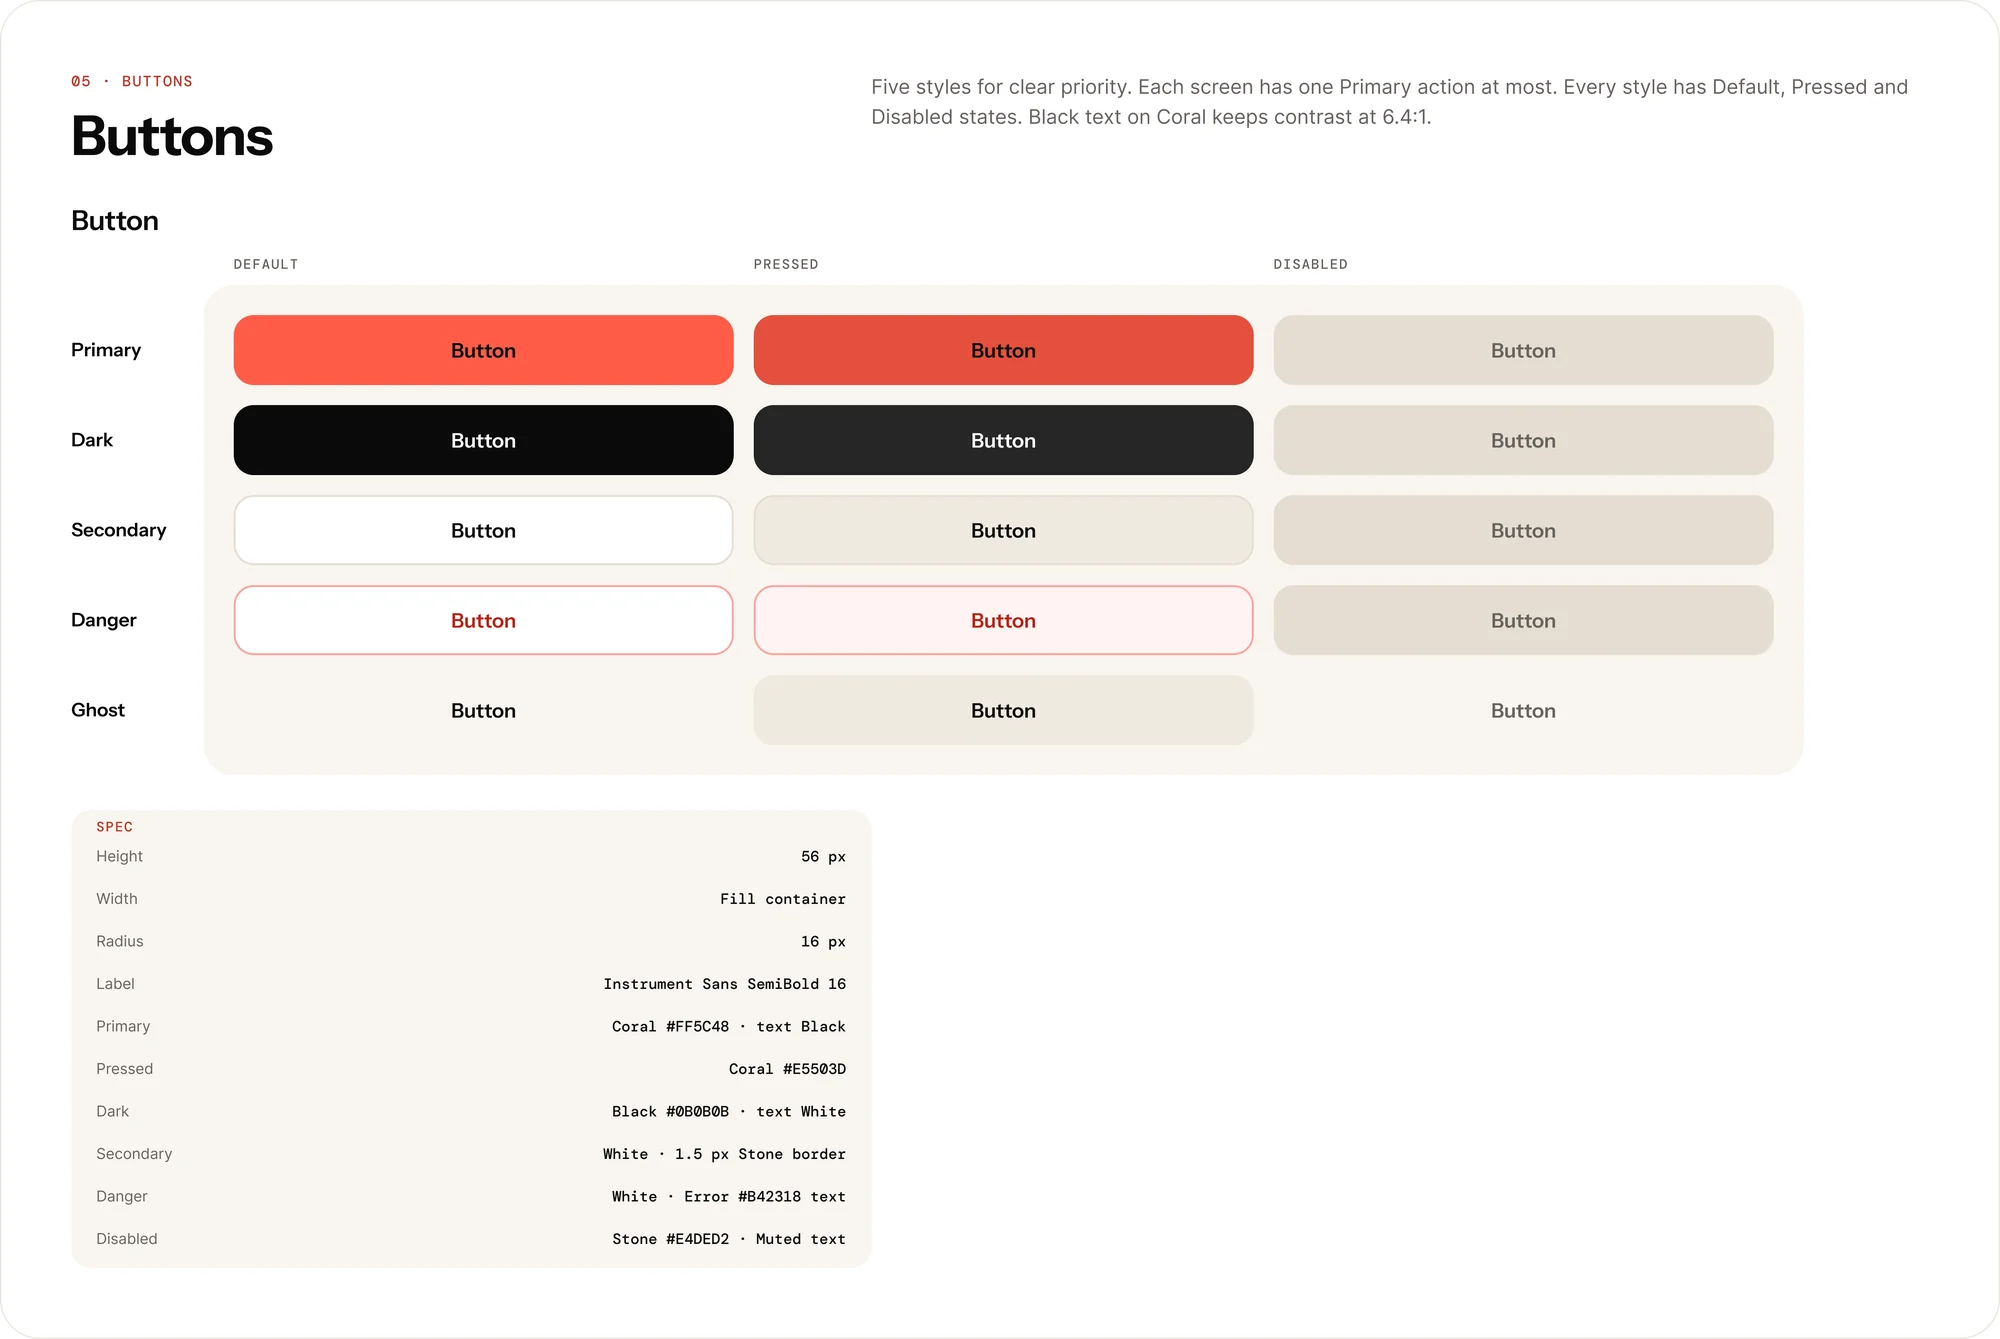 05 · BUTTONS
Buttons
Five styles for clear priority. Each screen has one Primary action at most. Every style has Default, Pressed and
Disabled states. Black text on Coral keeps contrast at 6.4:1.
Button
DEFAULT PRESSED DISABLED
Primary Button Button Button
Dark Button Button Button
Secondary Button Button Button
Danger Button Button Button
Ghost Button Button Button
SPEC
Height 56 px
Width Fill container
Radius 16 px
Label Instrument Sans SemiBold 16
Primary Coral #FF5C48 · text Black
Pressed Coral #E5503D
Dark Black #0B0B0B · text White
Secondary White · 1.5 px Stone border
Danger White · Error #B42318 text
Disabled Stone #E4DED2 · Muted text